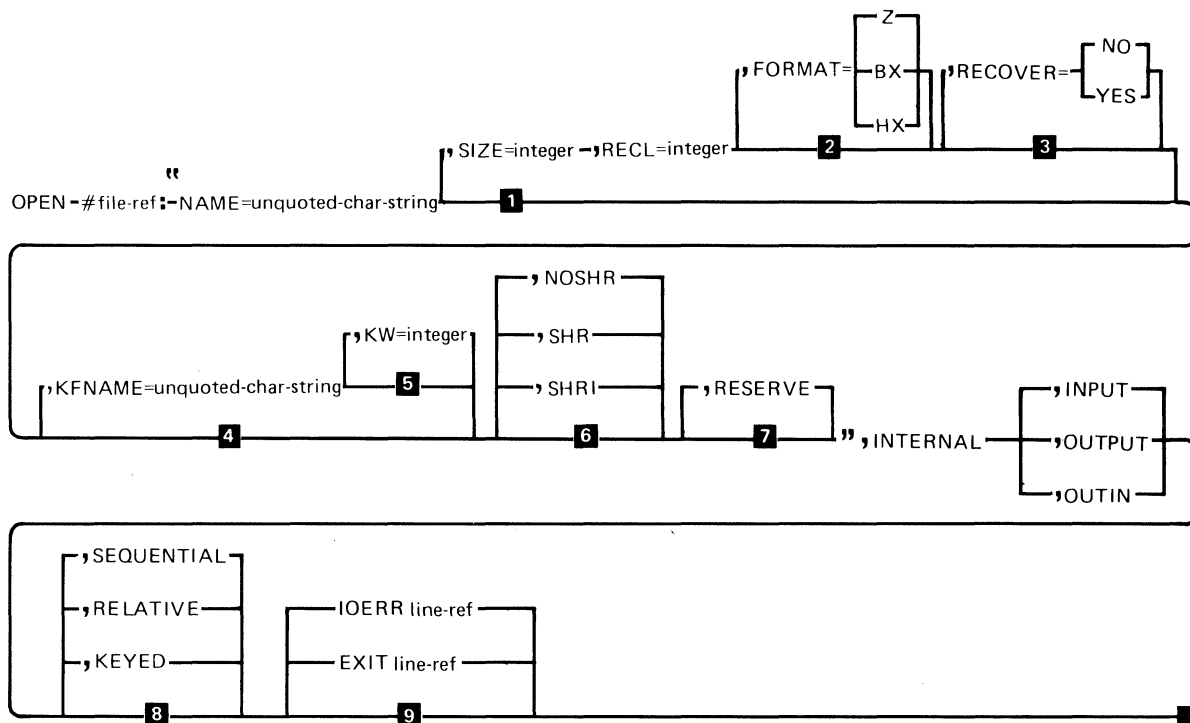 Z
,FORMAT= BX ,RECOVER= NO
HX YES
, SIZE=integer -,RECL=integer 2 3
“
OPEN-#file-ref:-NAME=unquoted-char-string 1
,NOSHR
,KW=integer ,SHR
,KFNAME=unquoted-char-string 5 ,SHRI ,RESERVE ,INPUT
4 6 7 ” ,INTERNAL ,OUTPUT
,OUTIN
,SEQUENTIAL
,RELATIVE IOERR line-ref
,KEYED EXIT line-ref
8 9